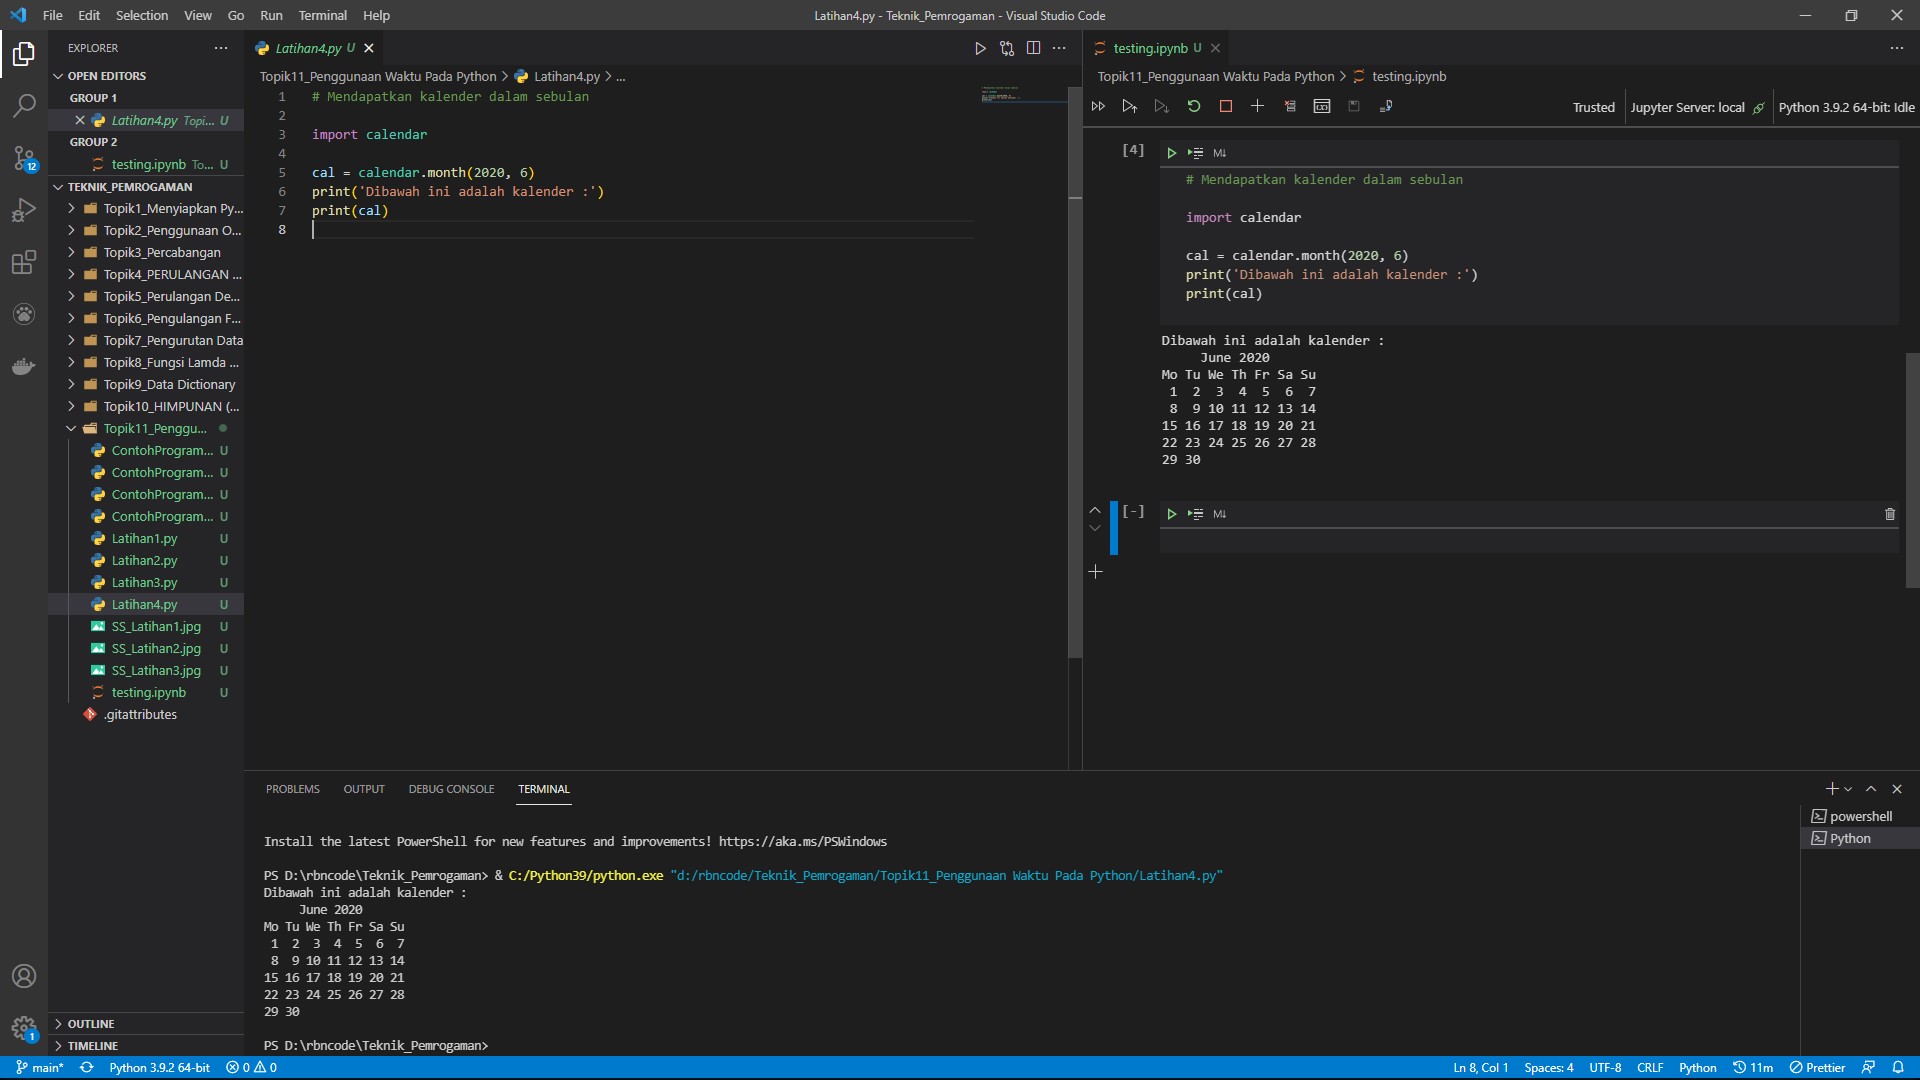 File Edit Selection View Go Run Terminal Help
Latihan4.py - Teknik_Pemrogaman - Visual Studio Code
EXPLORER
OPEN EDITORS
GROUP 1
Latihan4.py Topi... U
GROUP 2
testing.ipynb To... U
TEKNIK_PEMROGAMAN
Topik1_Menyiapkan Py...
Topik2_Penggunaan O...
Topik3_Percabangan
Topik4_PERULANGAN ...
Topik5_Perulangan De...
Topik6_Pengulangan F...
Topik7_Pengurutan Data
Topik8_Fungsi Lamda ...
Topik9_Data Dictionary
Topik10_HIMPUNAN (...
Topik11_Penggu...
ContohProgram... U
ContohProgram... U
ContohProgram... U
ContohProgram... U
Latihan1.py U
Latihan2.py U
Latihan3.py U
Latihan4.py U
SS_Latihan1.jpg U
SS_Latihan2.jpg U
SS_Latihan3.jpg U
testing.ipynb U
.gitattributes
OUTLINE
TIMELINE
12
1
Latihan4.py U
Topik11_Penggunaan Waktu Pada Python > Latihan4.py > ...
1 # Mendapatkan kalender dalam sebulan
2
3 import calendar
4
5 cal = calendar.month(2020, 6)
6 print('Dibawah ini adalah kalender :')
7 print(cal)
8
testing.ipynb U
Topik11_Penggunaan Waktu Pada Python > testing.ipynb
Trusted Jupyter Server: local Python 3.9.2 64-bit: Idle
[4] M↓
# Mendapatkan kalender dalam sebulan
import calendar
cal = calendar.month(2020, 6)
print('Dibawah ini adalah kalender :')
print(cal)
Dibawah ini adalah kalender :
June 2020
Mo Tu We Th Fr Sa Su
1 2 3 4 5 6 7
8 9 10 11 12 13 14
15 16 17 18 19 20 21
22 23 24 25 26 27 28
29 30
[-] M↓
PROBLEMS OUTPUT DEBUG CONSOLE TERMINAL
Install the latest PowerShell for new features and improvements! https://aka.ms/PSWindows
PS D:\rbncode\Teknik_Pemrogaman> & C:/Python39/python.exe "d:/rbncode/Teknik_Pemrogaman/Topik11_Penggunaan Waktu Pada Python/Latihan4.py"
Dibawah ini adalah kalender :
June 2020
Mo Tu We Th Fr Sa Su
1 2 3 4 5 6 7
8 9 10 11 12 13 14
15 16 17 18 19 20 21
22 23 24 25 26 27 28
29 30
PS D:\rbncode\Teknik_Pemrogaman>
powershell
Python
main* Python 3.9.2 64-bit 0 0 Ln 8, Col 1 Spaces: 4 UTF-8 CRLF Python 11m Prettier